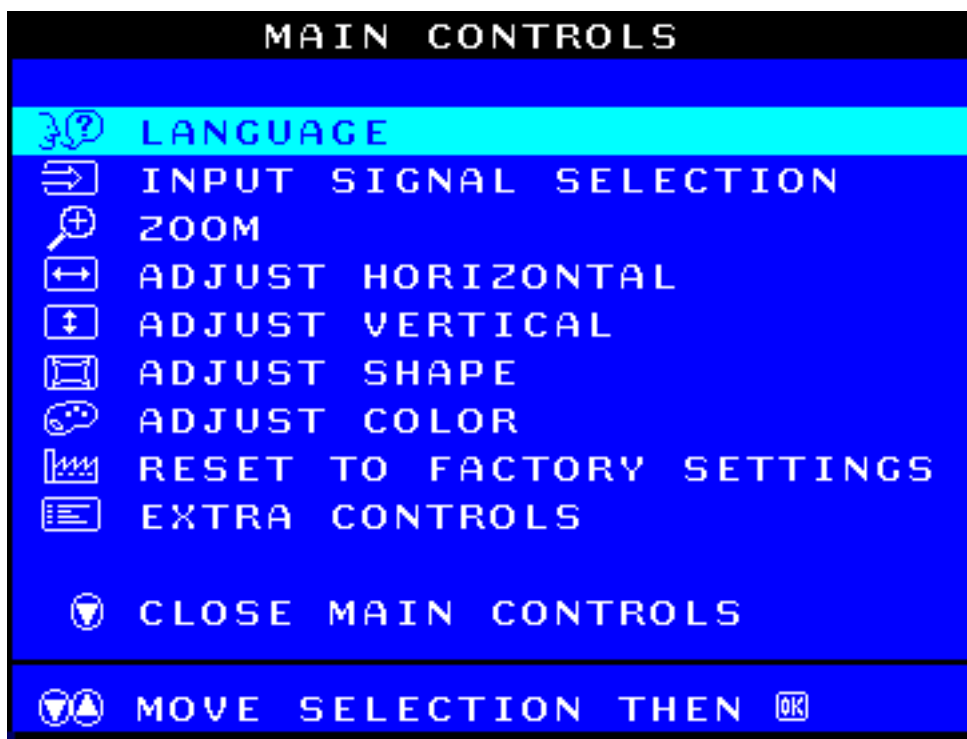 MAIN CONTROLS
LANGUAGE
INPUT SIGNAL SELECTION
ZOOM
ADJUST HORIZONTAL
ADJUST VERTICAL
ADJUST SHAPE
ADJUST COLOR
RESET TO FACTORY SETTINGS
EXTRA CONTROLS
CLOSE MAIN CONTROLS
MOVE SELECTION THEN OK